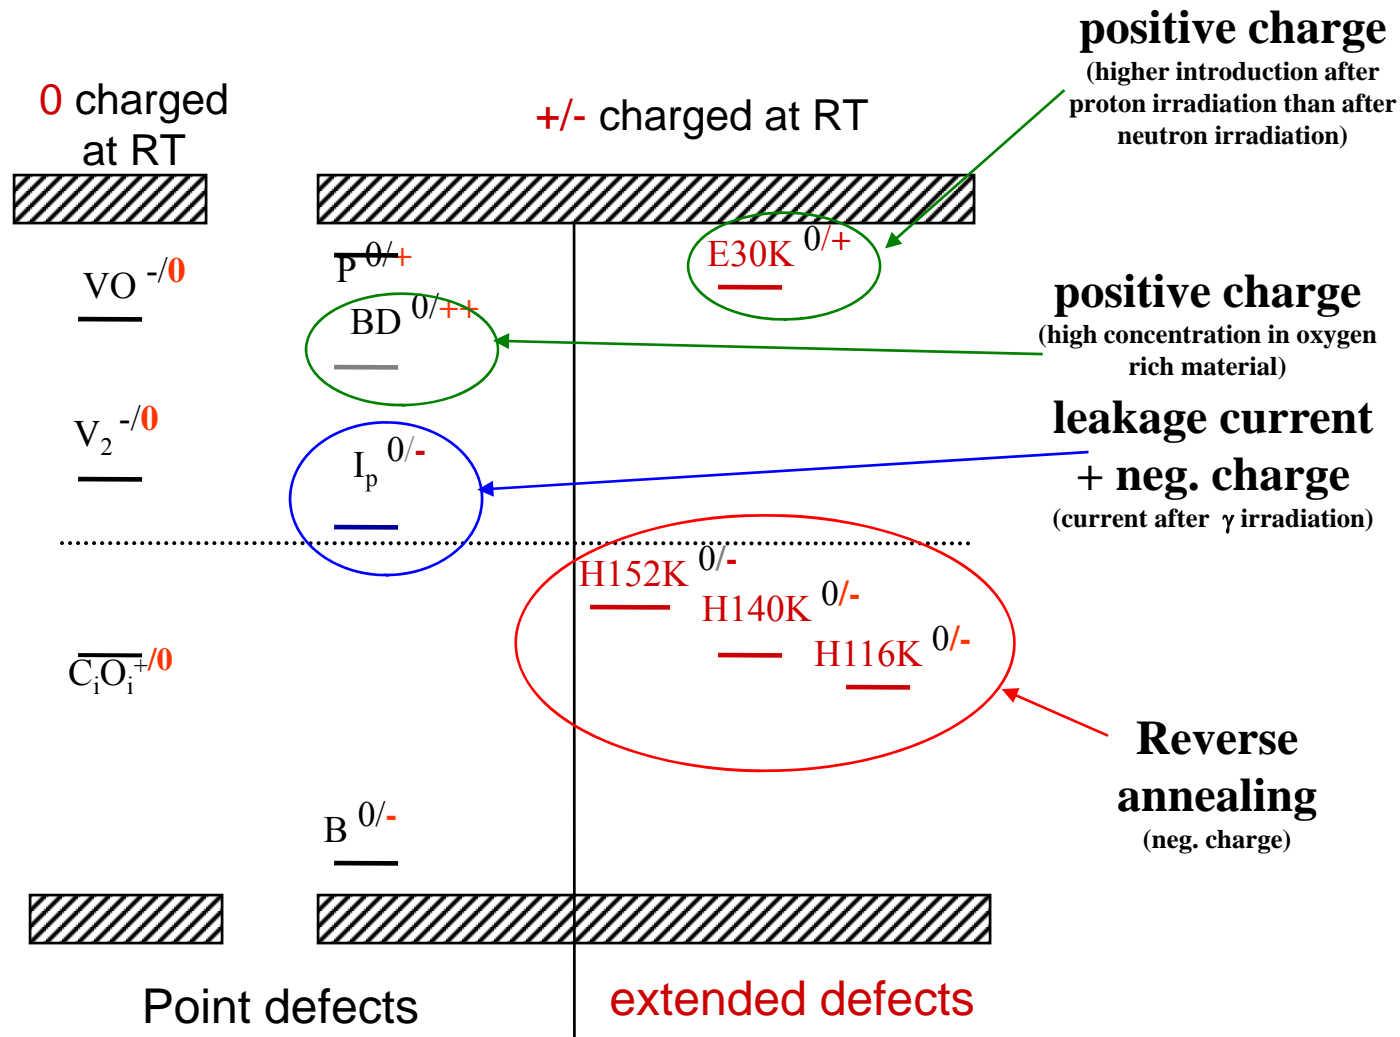 0 charged
at RT
+/- charged at RT
positive charge
(higher introduction after
proton irradiation than after
neutron irradiation)
VO -/0
P 0/+
E30K 0/+
BD 0/++
positive charge
(high concentration in oxygen
rich material)
V2 -/0
Ip 0/-
leakage current
+ neg. charge
(current after γ irradiation)
H152K 0/-
H140K 0/-
H116K 0/-
CiOi +/0
Reverse
annealing
(neg. charge)
B 0/-
Point defects
extended defects